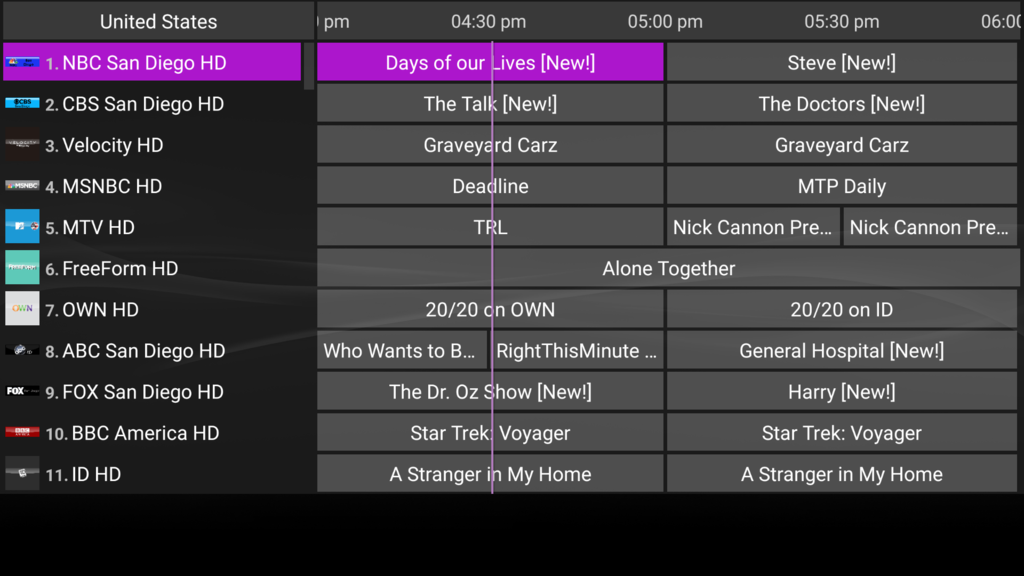 United States
pm 04:30 pm 05:00 pm 05:30 pm 06:00
1. NBC San Diego HD Days of our Lives [New!] Steve [New!]
CBS 2. CBS San Diego HD The Talk [New!] The Doctors [New!]
3. Velocity HD Graveyard Carz Graveyard Carz
MSNBC 4. MSNBC HD Deadline MTP Daily
5. MTV HD TRL Nick Cannon Pre... Nick Cannon Pre...
6. FreeForm HD Alone Together
OWN 7. OWN HD 20/20 on OWN 20/20 on ID
8. ABC San Diego HD Who Wants to B... RightThisMinute ... General Hospital [New!]
FOX 9. FOX San Diego HD The Dr. Oz Show [New!] Harry [New!]
BBC 10. BBC America HD Star Trek: Voyager Star Trek: Voyager
11. ID HD A Stranger in My Home A Stranger in My Home